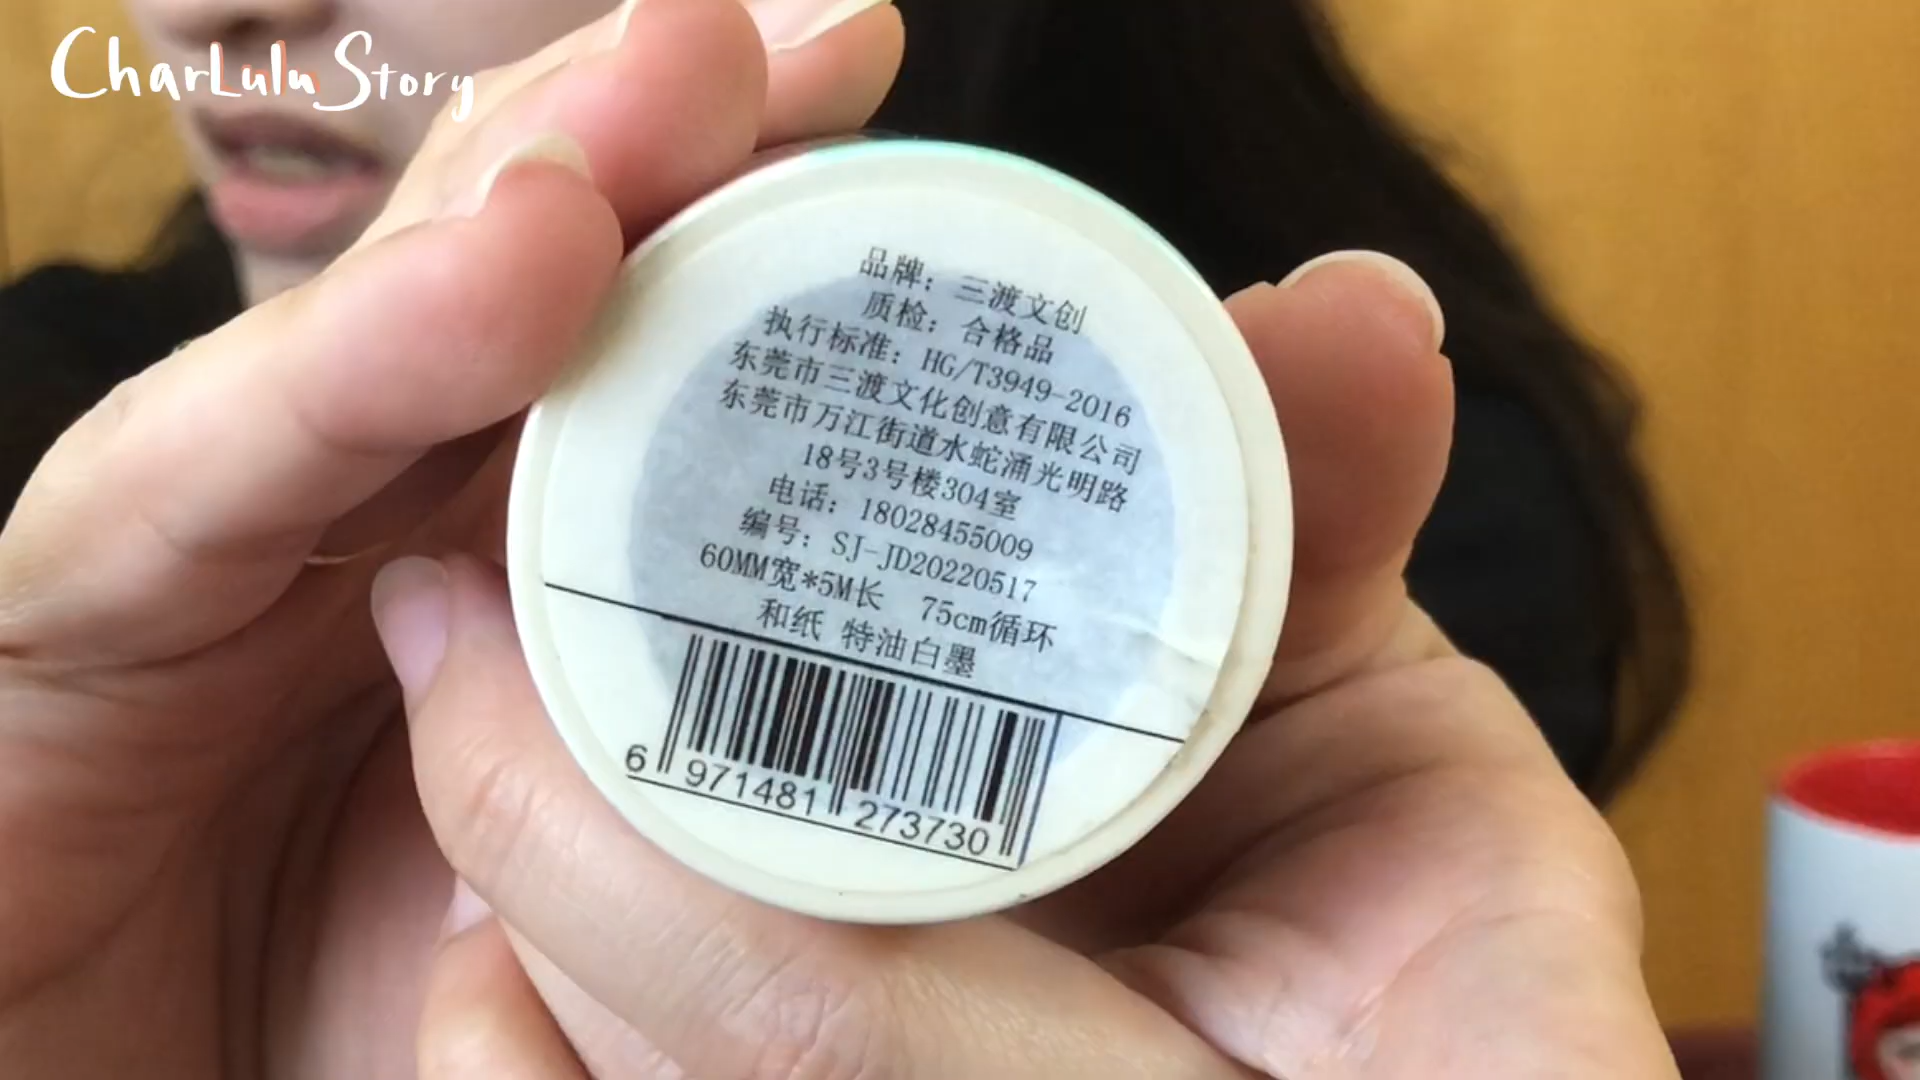 CharLuluStory
品牌：三渡文创
质检：合格品
执行标准：HG/T3949-2016
东莞市三渡文化创意有限公司
东莞市万江街道水蛇涌光明路
18号3号楼304室
电话：18028455009
编号：SJ-JD20220517
60MM宽*5M长 75cm循环
和纸 特油白墨
6 971481 273730